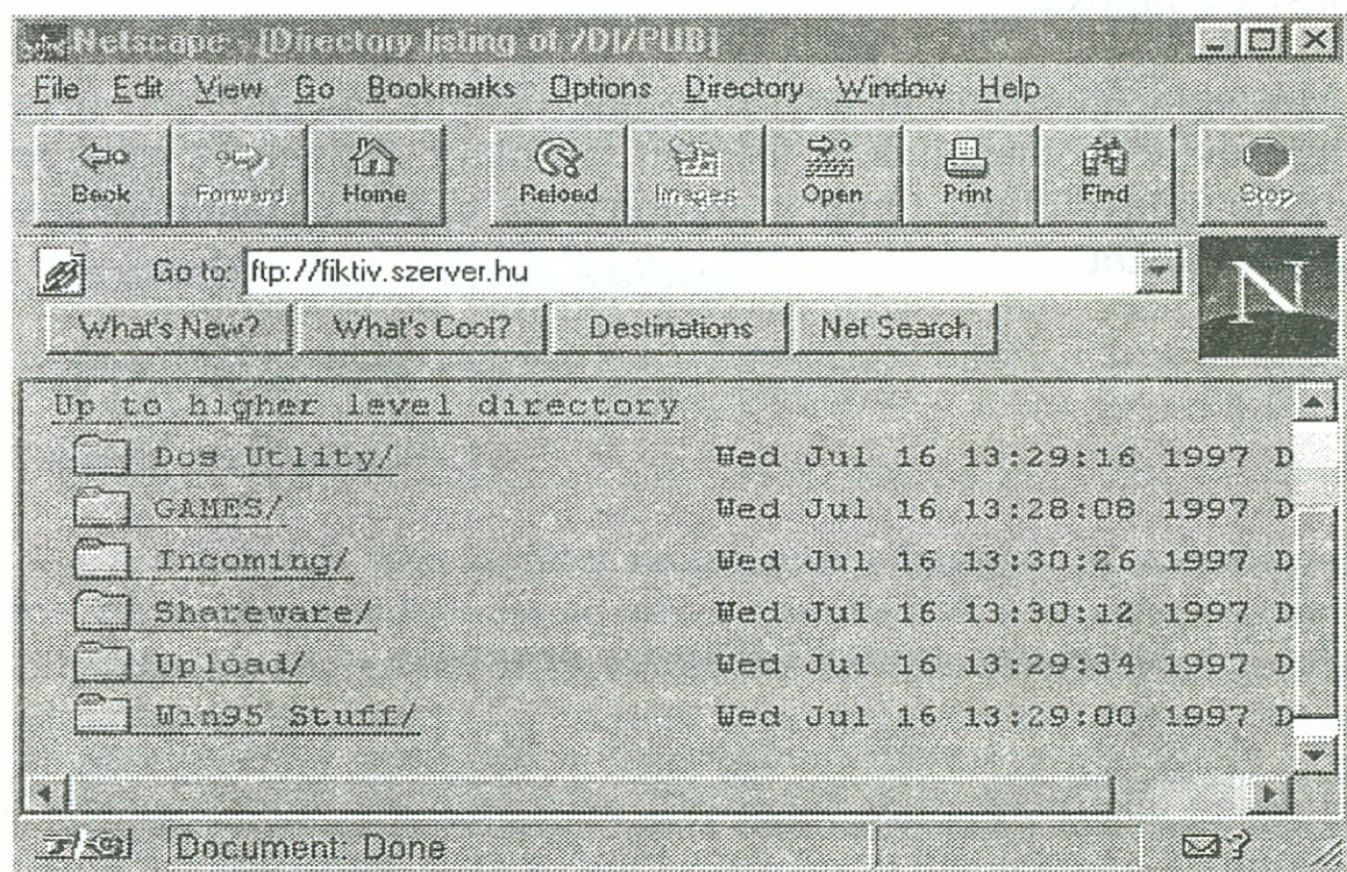 Netscape - [Directory listing of /D1/PUB]
File Edit View Go Bookmarks Options Directory Window Help
Back Forward Home Reload Images Open Print Find Stop
Go to: ftp://fiktiv.szerver.hu
N
What's New? What's Cool? Destinations Net Search
Up to higher level directory
Dos Utlity/ Wed Jul 16 13:29:16 1997 D
GAMES/ Wed Jul 16 13:28:08 1997 D
Incoming/ Wed Jul 16 13:30:26 1997 D
Shareware/ Wed Jul 16 13:30:12 1997 D
Upload/ Wed Jul 16 13:29:34 1997 D
Win95 Stuff/ Wed Jul 16 13:29:00 1997 D
Document: Done
?